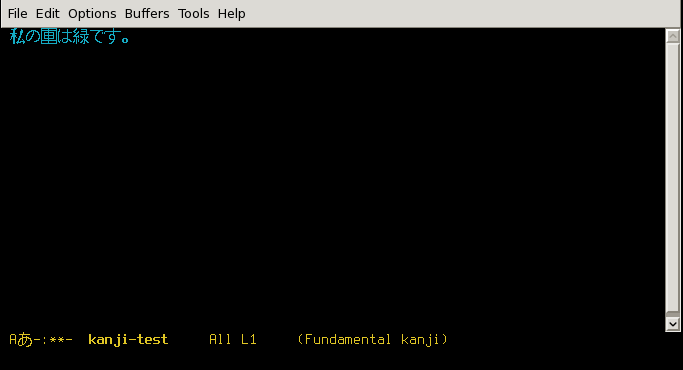 File Edit Options Buffers Tools Help
私の車は緑です。
Aあ-:**- kanji-test All L1 (Fundamental kanji)